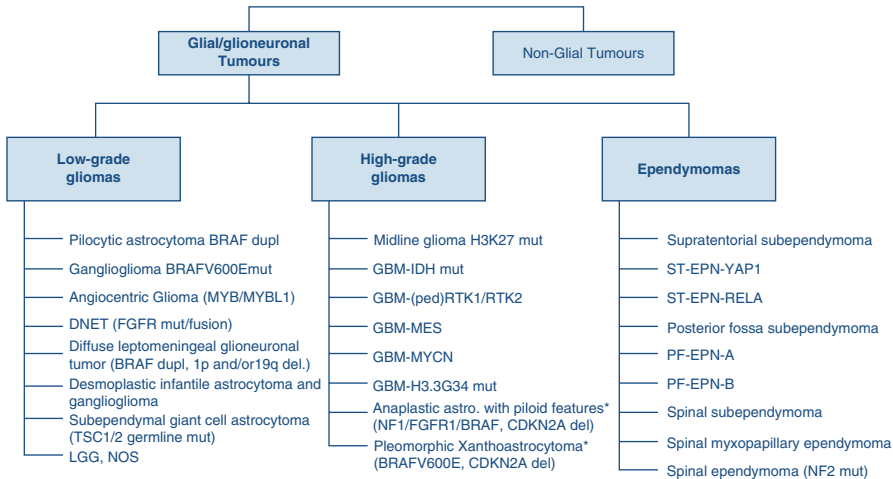 Glial/glioneuronal
Tumours
Non-Glial Tumours
Low-grade
gliomas
Pilocytic astrocytoma BRAF dupl
Ganglioglioma BRAFV600Emut
Angiocentric Glioma (MYB/MYBL1)
DNET (FGFR mut/fusion)
Diffuse leptomeningeal glioneuronal
tumor (BRAF dupl, 1p and/or19q del.)
Desmoplastic infantile astrocytoma and
ganglioglioma
Subependymal giant cell astrocytoma
(TSC1/2 germline mut)
LGG, NOS
High-grade
gliomas
Midline glioma H3K27 mut
GBM-IDH mut
GBM-(ped)RTK1/RTK2
GBM-MES
GBM-MYCN
GBM-H3.3G34 mut
Anaplastic astro. with piloid features*
(NF1/FGFR1/BRAF, CDKN2A del)
Pleomorphic Xanthoastrocytoma*
(BRAFV600E, CDKN2A del)
Ependymomas
Supratentorial subependymoma
ST-EPN-YAP1
ST-EPN-RELA
Posterior fossa subependymoma
PF-EPN-A
PF-EPN-B
Spinal subependymoma
Spinal myxopapillary ependymoma
Spinal ependymoma (NF2 mut)